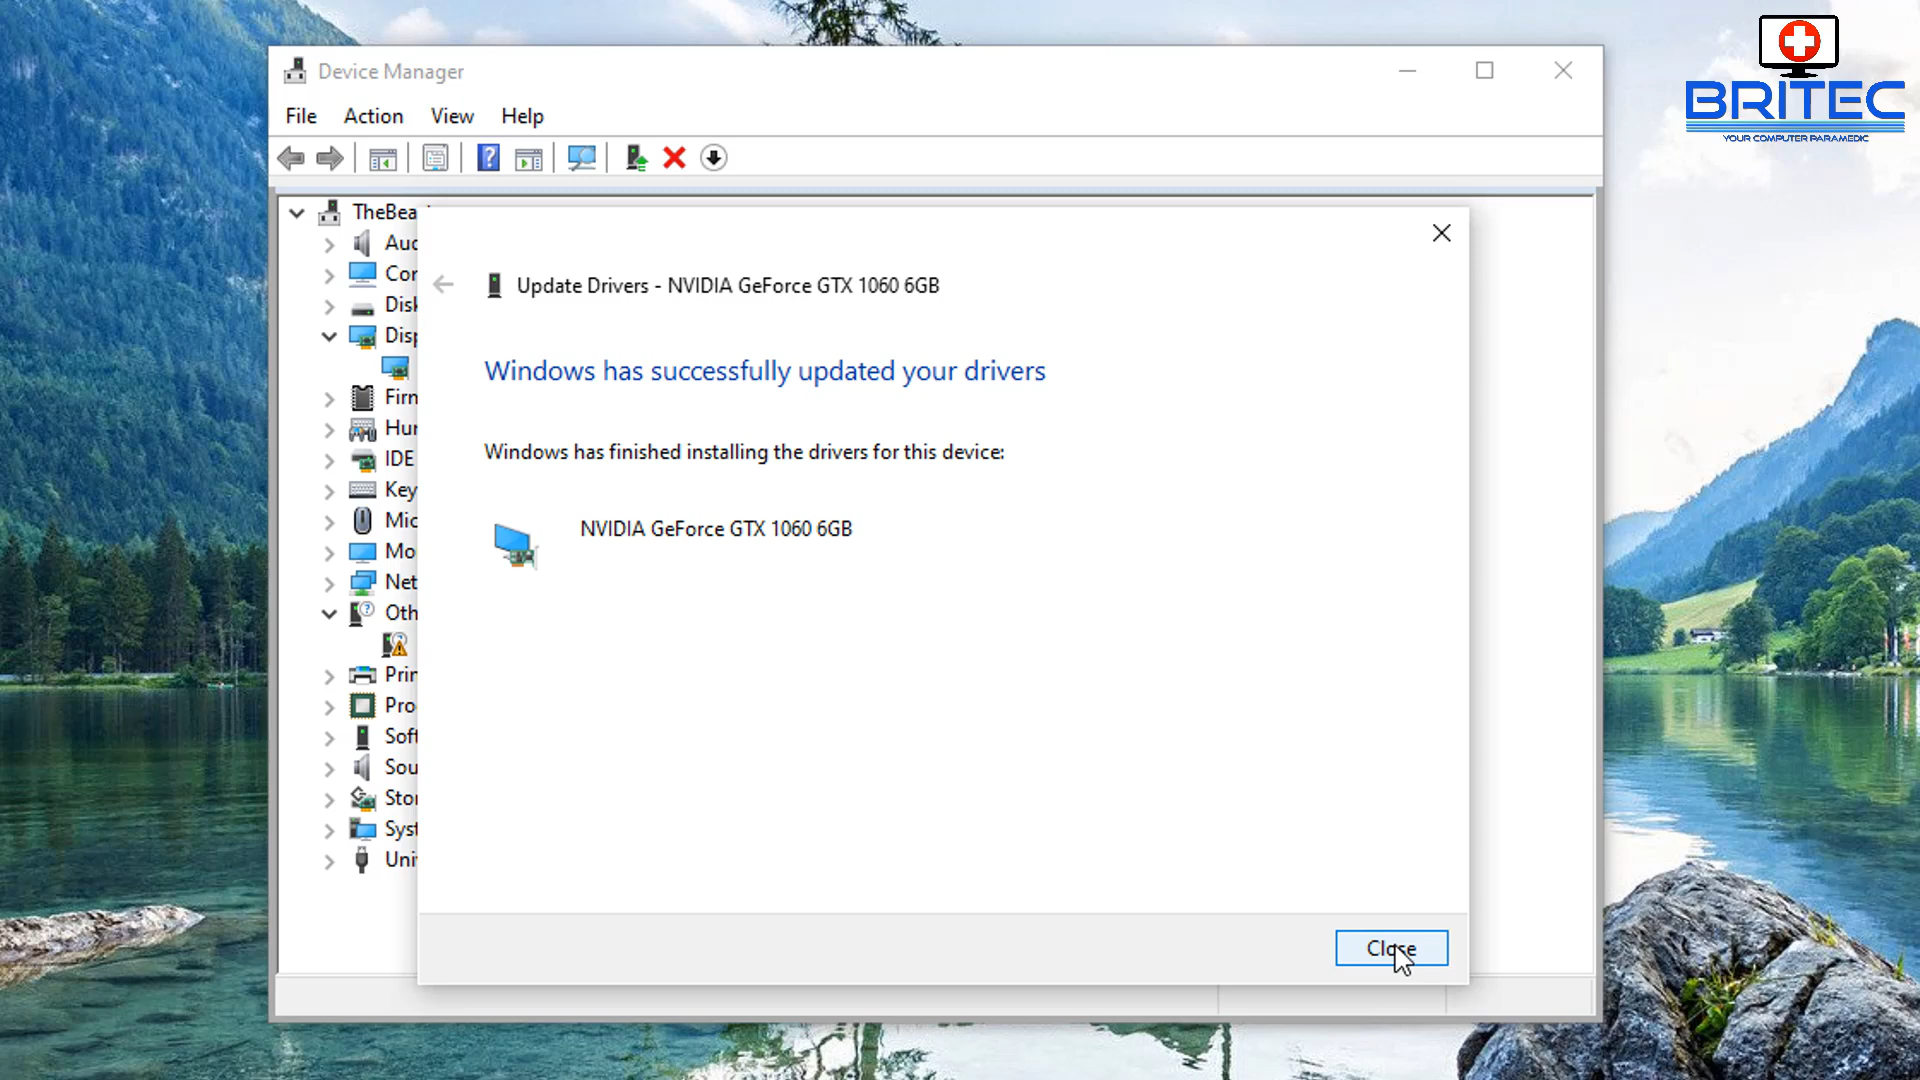 BRITEC
YOUR COMPUTER PARAMEDIC
Device Manager
File Action View Help
TheBea
Aud
Cor
Disk
Disp
Firn
Hur
IDE
Key
Mic
Mo
Net
Oth
Prin
Pro
Soft
Sou
Stor
Syst
Uni
Update Drivers - NVIDIA GeForce GTX 1060 6GB
Windows has successfully updated your drivers
Windows has finished installing the drivers for this device:
NVIDIA GeForce GTX 1060 6GB
Close